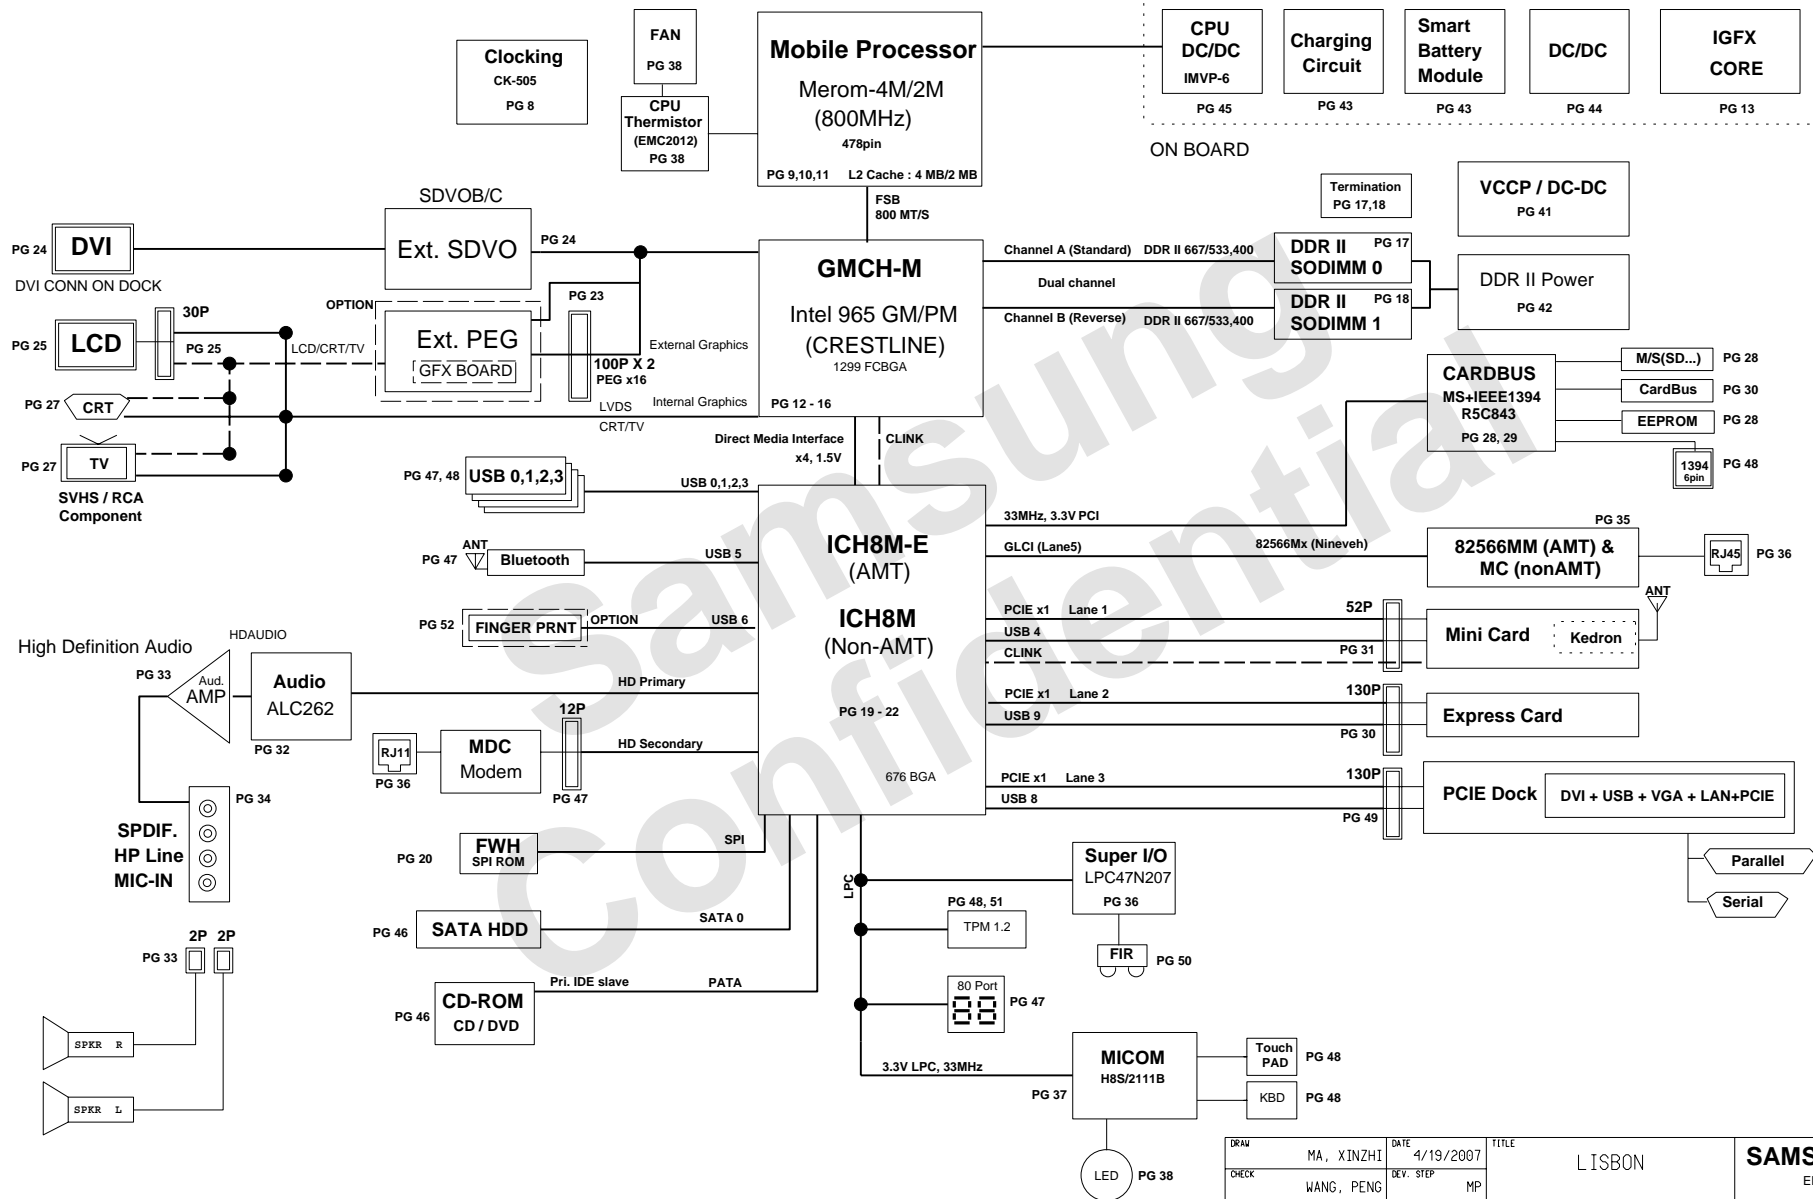 Clocking
CK-505
PG 8
FAN
PG 38
CPU
Thermistor
(EMC2012)
PG 38
Mobile Processor
Merom-4M/2M
(800MHz)
478pin
PG 9,10,11 L2 Cache : 4 MB/2 MB
CPU
DC/DC
IMVP-6
PG 45
Charging
Circuit
PG 43
Smart
Battery
Module
PG 43
DC/DC
PG 44
IGFX
CORE
PG 13
ON BOARD
FSB
800 MT/S
Termination
PG 17,18
VCCP / DC-DC
PG 41
SDVOB/C
PG 24
DVI
DVI CONN ON DOCK
Ext. SDVO
PG 24
GMCH-M
Intel 965 GM/PM
(CRESTLINE)
1299 FCBGA
PG 12 - 16
Channel A (Standard) DDR II 667/533,400
Dual channel
Channel B (Reverse) DDR II 667/533,400
DDR II
SODIMM 0
PG 17
DDR II
SODIMM 1
PG 18
DDR II Power
PG 42
PG 23
OPTION
30P
PG 25
LCD
PG 25
LCD/CRT/TV
Ext. PEG
GFX BOARD
100P X 2
PEG x16
External Graphics
Internal Graphics
LVDS
CRT/TV
PG 27
CRT
PG 27
TV
SVHS / RCA
Component
CARDBUS
MS+IEEE1394
R5C843
PG 28, 29
M/S(SD...)
PG 28
CardBus
PG 30
EEPROM
PG 28
1394
6pin
PG 48
Direct Media Interface
x4, 1.5V
CLINK
PG 47, 48
USB 0,1,2,3
USB 0,1,2,3
ANT
PG 47
Bluetooth
USB 5
PG 52
FINGER PRNT
OPTION
USB 6
ICH8M-E
(AMT)
ICH8M
(Non-AMT)
PG 19 - 22
676 BGA
33MHz, 3.3V PCI
GLCI (Lane5)
82566Mx (Nineveh)
PG 35
82566MM (AMT) &
MC (nonAMT)
RJ45
PG 36
ANT
PCIE x1 Lane 1
USB 4
CLINK
52P
PG 31
Mini Card
Kedron
PCIE x1 Lane 2
USB 9
130P
PG 30
Express Card
PCIE x1 Lane 3
USB 8
130P
PG 49
PCIE Dock
DVI + USB + VGA + LAN+PCIE
Parallel
Serial
High Definition Audio
HDAUDIO
PG 33
Aud.
AMP
Audio
ALC262
PG 32
HD Primary
12P
HD Secondary
RJ11
PG 36
MDC
Modem
PG 47
PG 34
SPDIF.
HP Line
MIC-IN
PG 20
FWH
SPI ROM
SPI
PG 46
SATA HDD
SATA 0
PG 46
CD-ROM
CD / DVD
Pri. IDE slave
PATA
PG 33
2P 2P
SPKR R
SPKR L
LPC
Super I/O
LPC47N207
PG 36
FIR
PG 50
PG 48, 51
TPM 1.2
80 Port
88
PG 47
3.3V LPC, 33MHz
MICOM
H8S/2111B
PG 37
Touch
PAD
PG 48
KBD
PG 48
LED
PG 38
Samsung
Confidential
DRAW
MA, XINZHI
DATE
4/19/2007
TITLE
LISBON
CHECK
WANG, PENG
DEV. STEP
MP
SAMS